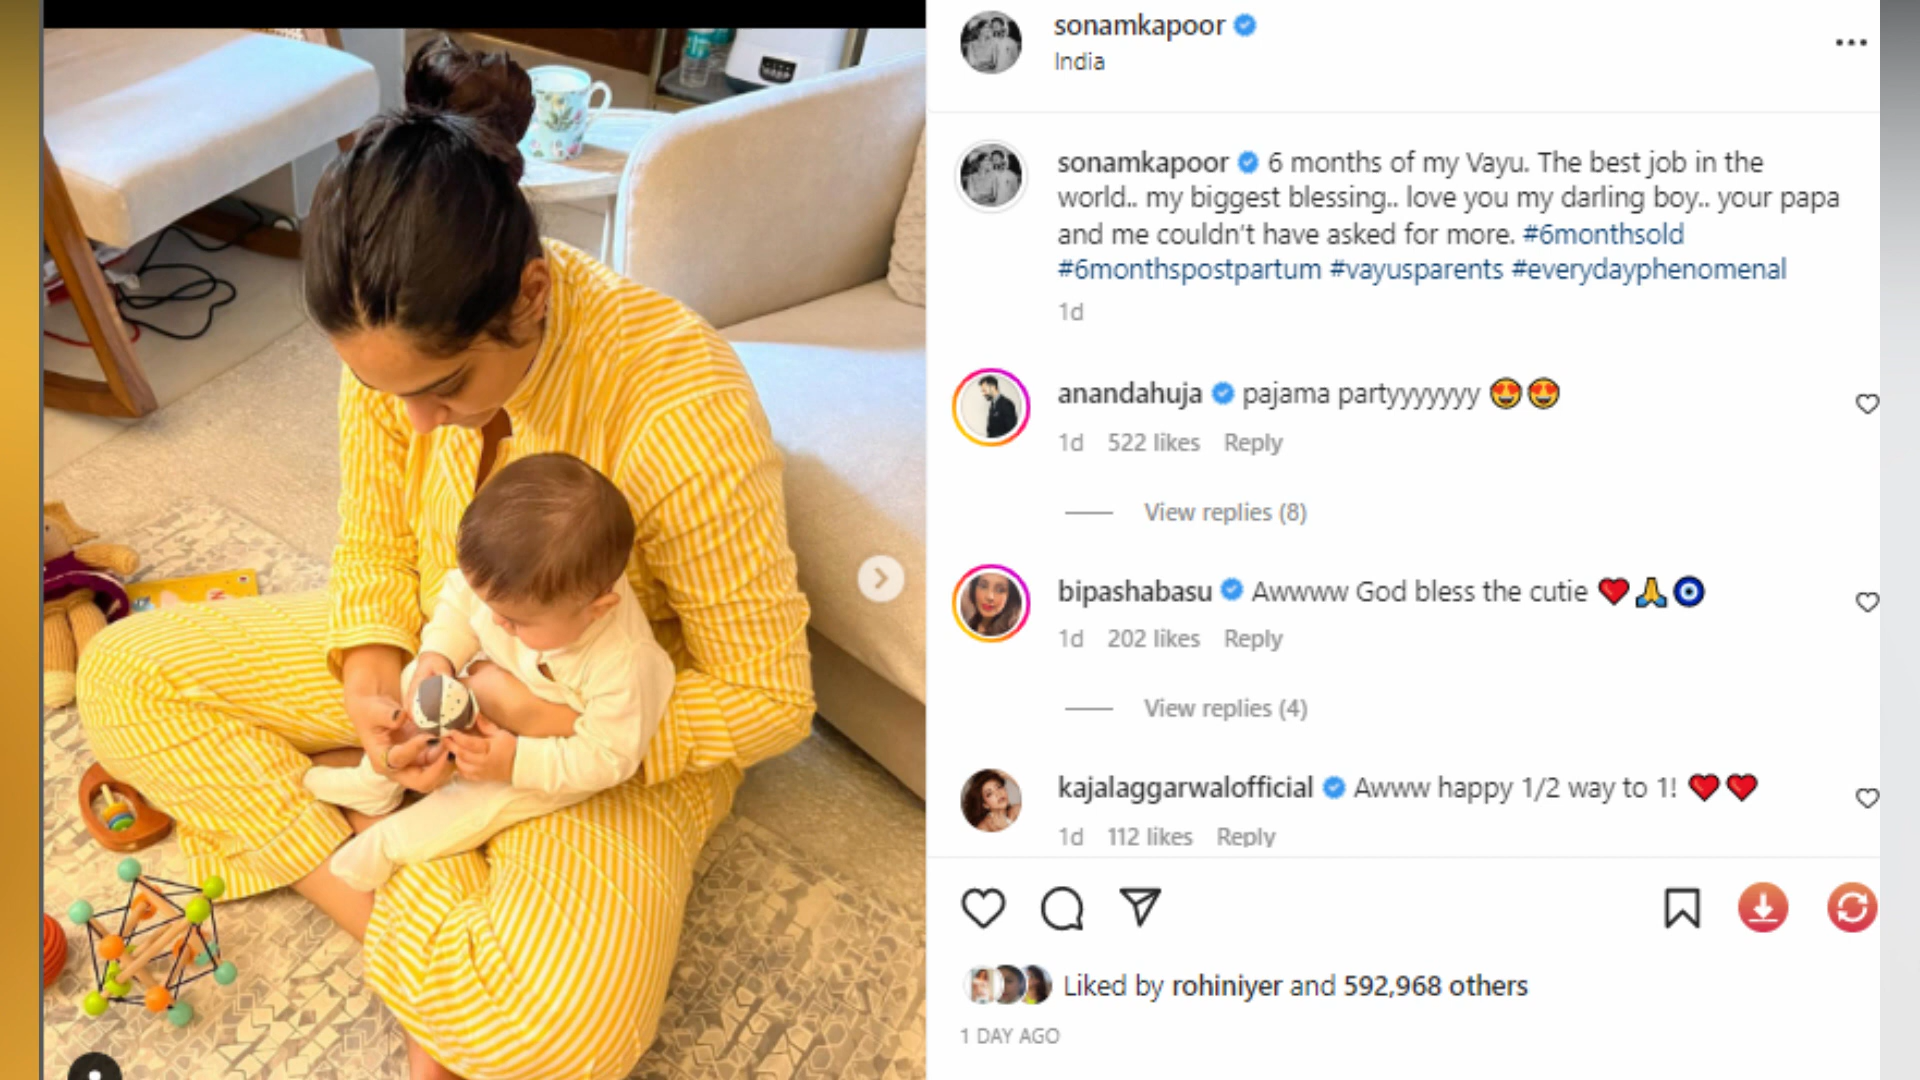 sonamkapoor
India
sonamkapoor 6 months of my Vayu. The best job in the
world.. my biggest blessing.. love you my darling boy.. your papa
and me couldn't have asked for more. #6monthsold
#6monthspostpartum #vayusparents #everydayphenomenal
1d
anandahuja pajama partyyyyyyy 😍😍
1d 522 likes Reply
View replies (8)
bipashabasu Awwww God bless the cutie ❤️🙏🧿
1d 202 likes Reply
View replies (4)
kajalaggarwalofficial Awww happy 1/2 way to 1! ❤️❤️
1d 112 likes Reply
Liked by rohiniyer and 592,968 others
1 DAY AGO